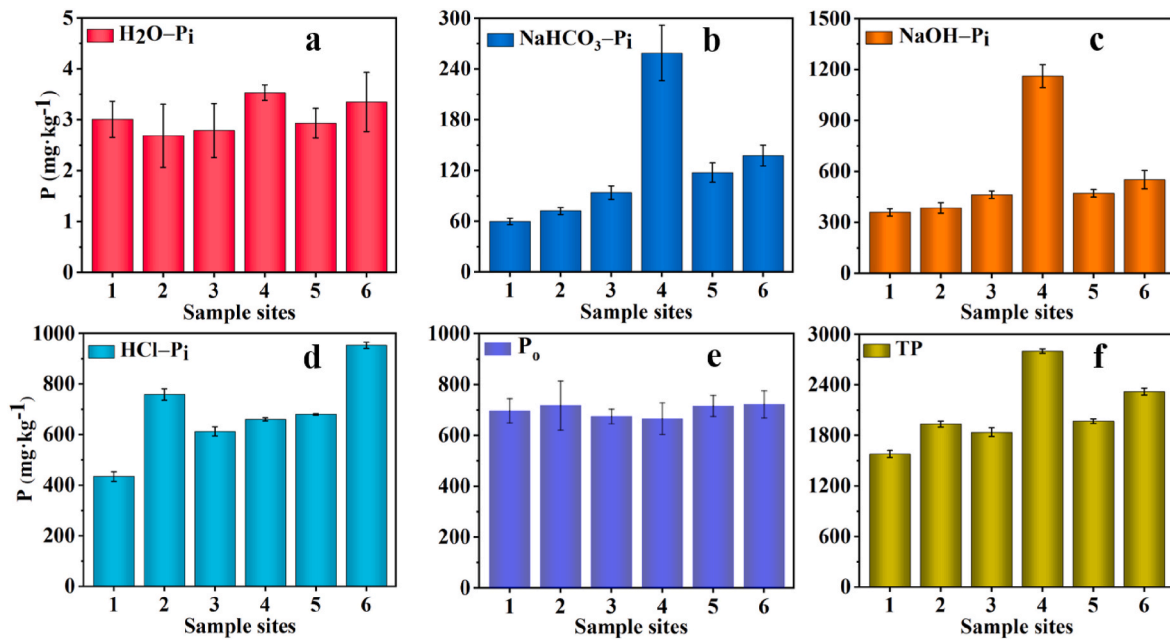 5
4
3
2
1
0
P (mg·kg⁻¹)
H2O–Pi
a
1 2 3 4 5 6
Sample sites
300
240
180
120
60
0
NaHCO₃–Pi
b
1 2 3 4 5 6
Sample sites
1500
1200
900
600
300
0
NaOH–Pi
c
1 2 3 4 5 6
Sample sites
1000
800
600
400
200
0
P (mg·kg⁻¹)
HCl–Pi
d
1 2 3 4 5 6
Sample sites
1000
800
600
400
200
0
Pₒ
e
1 2 3 4 5 6
Sample sites
3000
2400
1800
1200
600
0
TP
f
1 2 3 4 5 6
Sample sites